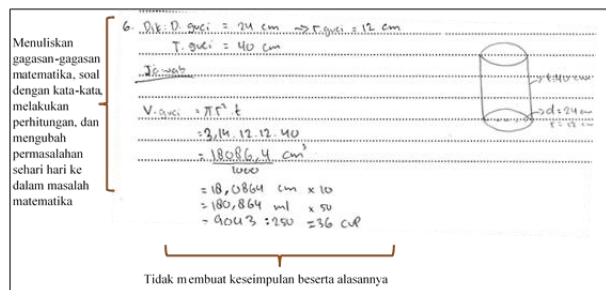 Menuliskan
gagasan-gagasan
matematika, soal
dengan kata-kata,
melakukan
perhitungan, dan
mengubah
permasalahan
sehari hari ke
dalam masalah
matematika
6. Dik: D. guci = 24 cm → r. guci = 12 cm
T. guci = 40 cm
Jawab
V. guci = πr².t
= 3,14.12.12.40
= 18086,4 cm³
1000
= 18,0864 cm x 10
= 180,864 ml x 50
= 9043 : 250 = 36 cup
t:40 cm
d=24 cm
r=12 cm
Tidak membuat keseimpulan beserta alasannya